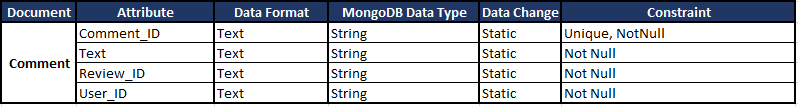 Document Attribute Data Format MongoDB Data Type Data Change Constraint
Comment_ID Text String Static Unique, NotNull
Text Text String Static Not Null
Comment
Review_ID Text String Static Not Null
User_ID Text String Static Not Null